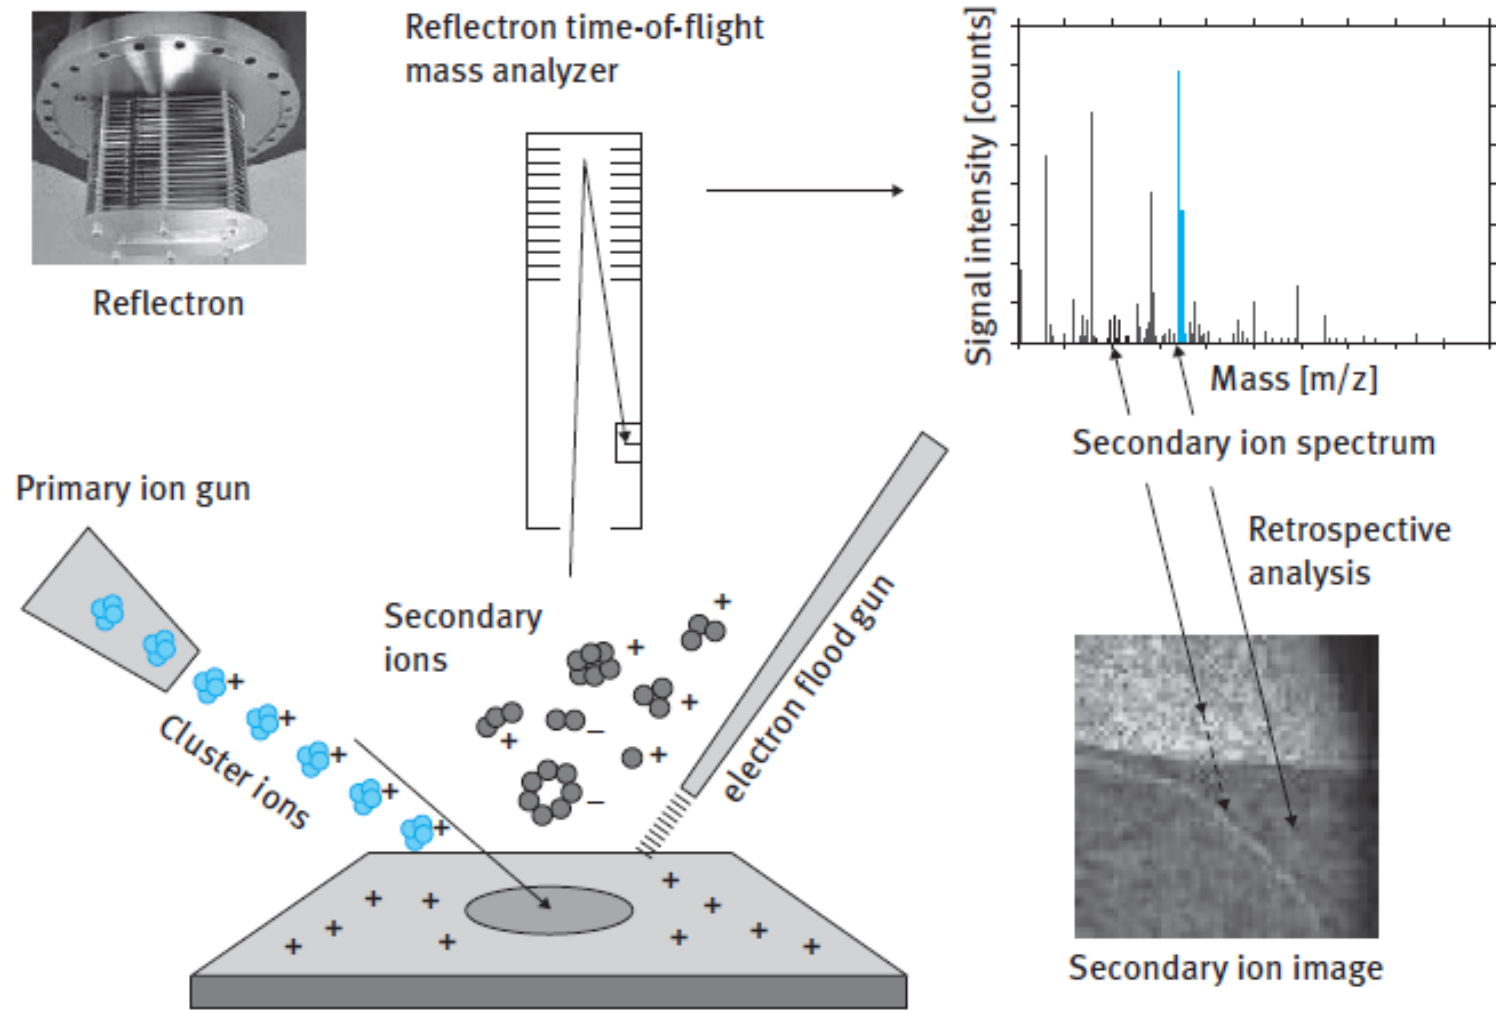 Reflectron time-of-flight
mass analyzer
Reflectron
Signal intensity [counts]
Mass [m/z]
Secondary ion spectrum
Primary ion gun
Retrospective
analysis
Secondary
ions
electron flood gun
Cluster ions
+
+
+
+
+
+
+
+
+
−
+
−
+
+
+
+
+
+
+
+
+
+
+
Secondary ion image